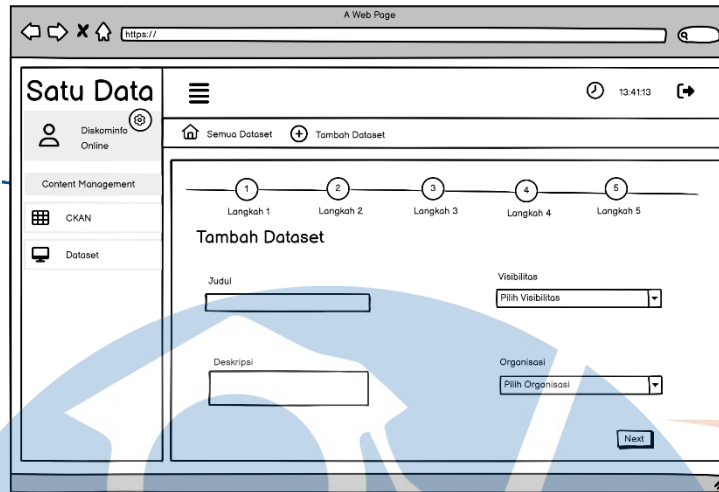 A Web Page
https://
Satu Data
13:41:13
Diskominfo
Online
Semua Dataset
Tambah Dataset
Content Management
CKAN
Dataset
1
2
3
4
5
Langkah 1
Langkah 2
Langkah 3
Langkah 4
Langkah 5
Tambah Dataset
Judul
Visibilitas
Pilih Visibilitas
Deskripsi
Organisasi
Pilih Organisasi
Next